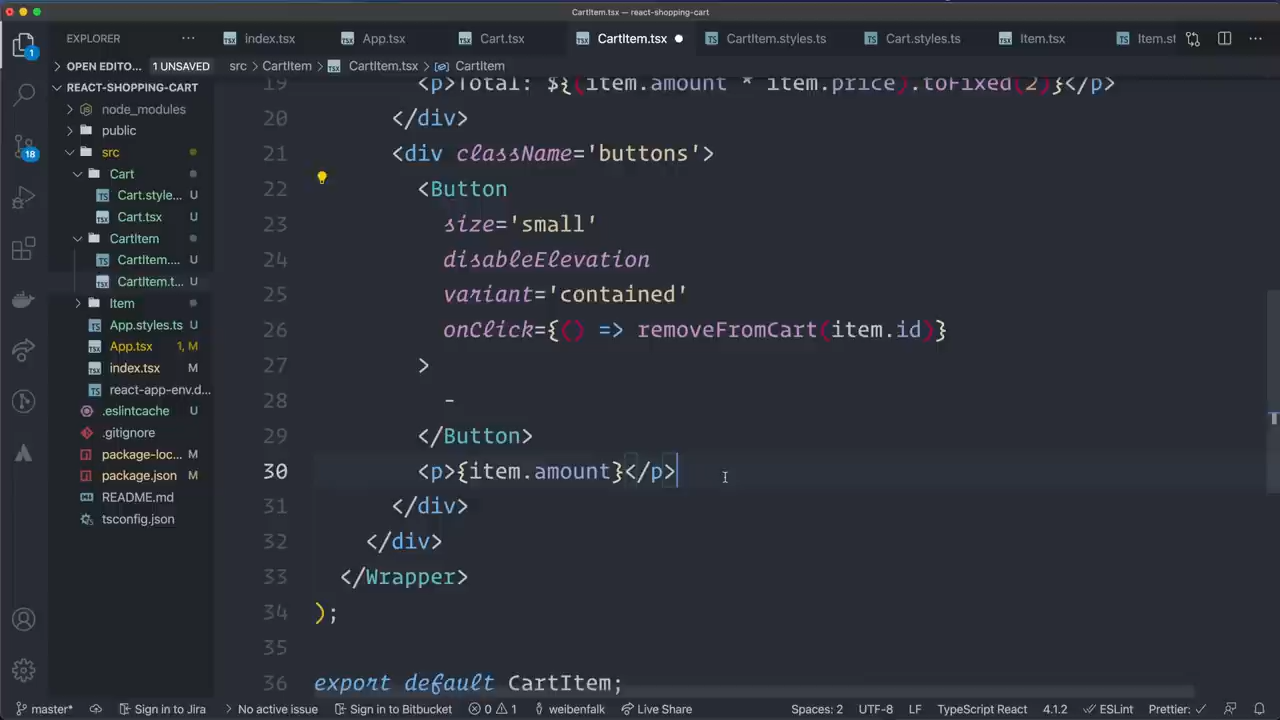 CartItem.tsx — react-shopping-cart
EXPLORER
index.tsx
App.tsx
Cart.tsx
CartItem.tsx
CartItem.styles.ts
Cart.styles.ts
Item.tsx
Item.st
OPEN EDITO...
1 UNSAVED
src > CartItem > CartItem.tsx > CartItem
REACT-SHOPPING-CART
node_modules
public
src
Cart
Cart.style... U
Cart.tsx U
CartItem
CartItem.... U
CartItem.t... U
Item
App.styles.ts U
App.tsx 1, M
index.tsx M
react-app-env.d...
.eslintcache U
.gitignore
package-loc... M
package.json M
README.md
tsconfig.json
1
18
19 <p>Total: ${(item.amount * item.price).toFixed(2)}</p>
20 </div>
21 <div className='buttons'>
22 <Button
23 size='small'
24 disableElevation
25 variant='contained'
26 onClick={() => removeFromCart(item.id)}
27 >
28 -
29 </Button>
30 <p>{item.amount}</p>
31 </div>
32 </div>
33 </Wrapper>
34 );
35
36 export default CartItem;
master* Sign in to Jira > No active issue Sign in to Bitbucket 0 1 weibenfalk Live Share Spaces: 2 UTF-8 LF TypeScript React 4.1.2 ESLint Prettier: ✓